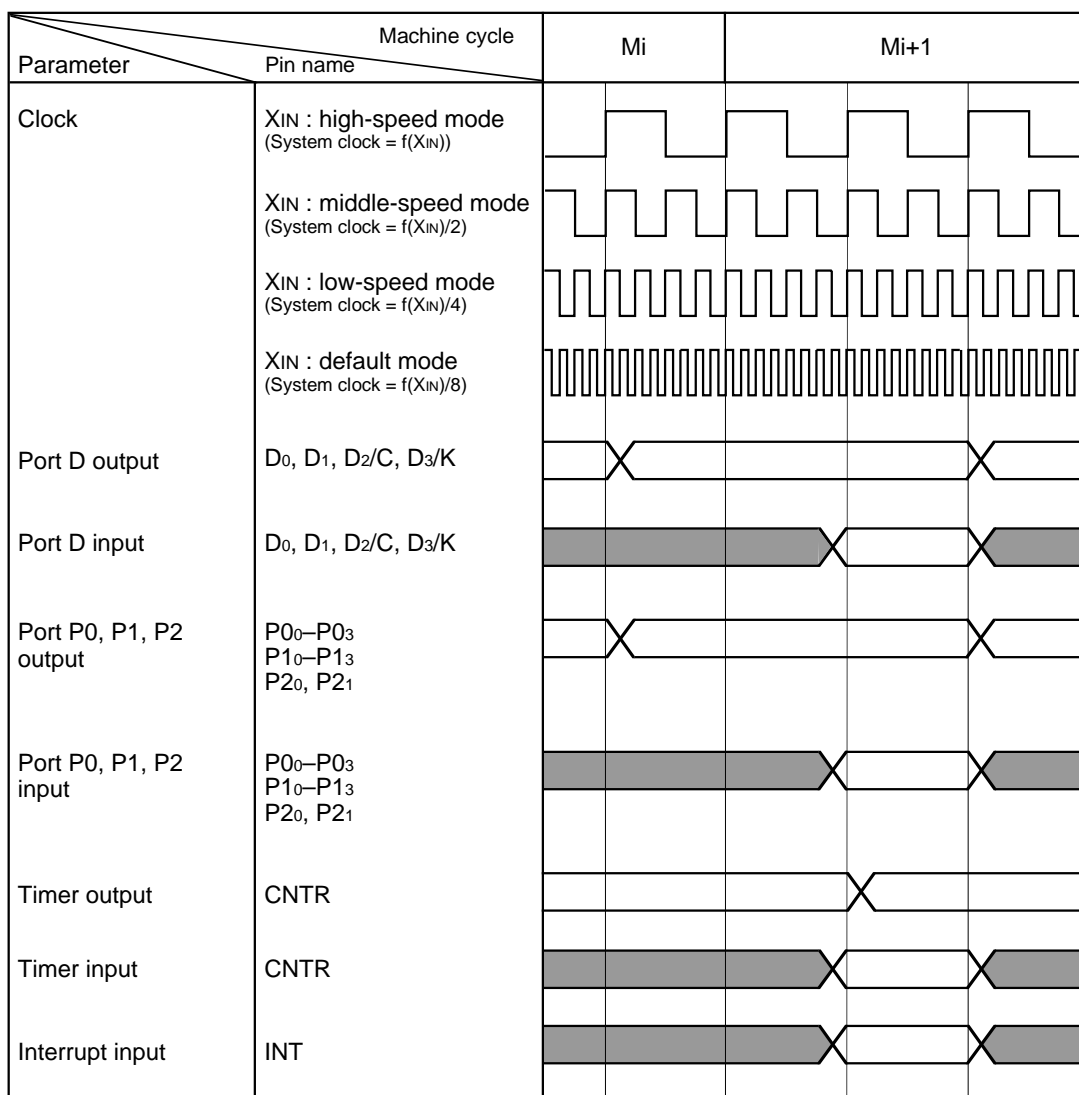 Machine cycle
Parameter
Pin name
Mi
Mi+1
Clock
XIN : high-speed mode
(System clock = f(XIN))
XIN : middle-speed mode
(System clock = f(XIN)/2)
XIN : low-speed mode
(System clock = f(XIN)/4)
XIN : default mode
(System clock = f(XIN)/8)
Port D output
D0, D1, D2/C, D3/K
Port D input
D0, D1, D2/C, D3/K
Port P0, P1, P2
output
P00–P03
P10–P13
P20, P21
Port P0, P1, P2
input
P00–P03
P10–P13
P20, P21
Timer output
CNTR
Timer input
CNTR
Interrupt input
INT